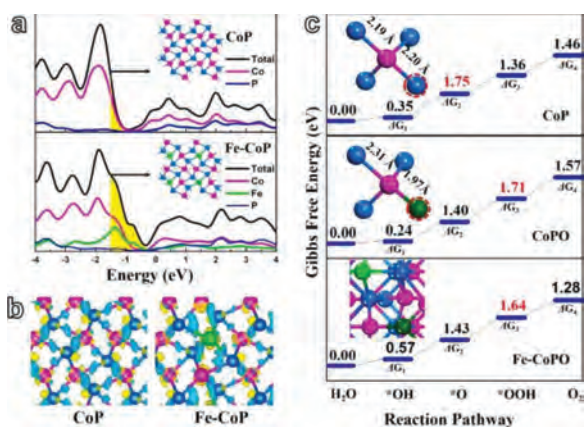 a
CoP
Total
Co
P
Fe-CoP
Total
Co
Fe
P
-4 -3 -2 -1 0 1 2 3 4
Energy (eV)
b
CoP Fe-CoP
c
Gibbs Free Energy (eV)
2.19 Å
2.20 Å
0.00
0.35
ΔG₁
1.75
ΔG₂
1.36
ΔG₃
1.46
ΔG₄
CoP
2.31 Å
1.97Å
0.00
0.24
ΔG₁
1.40
ΔG₂
1.71
ΔG₃
1.57
ΔG₄
CoPO
0.00
0.57
ΔG₁
1.43
ΔG₂
1.64
ΔG₃
1.28
ΔG₄
Fe-CoPO
H₂O *OH *O *OOH O₂
Reaction Pathway